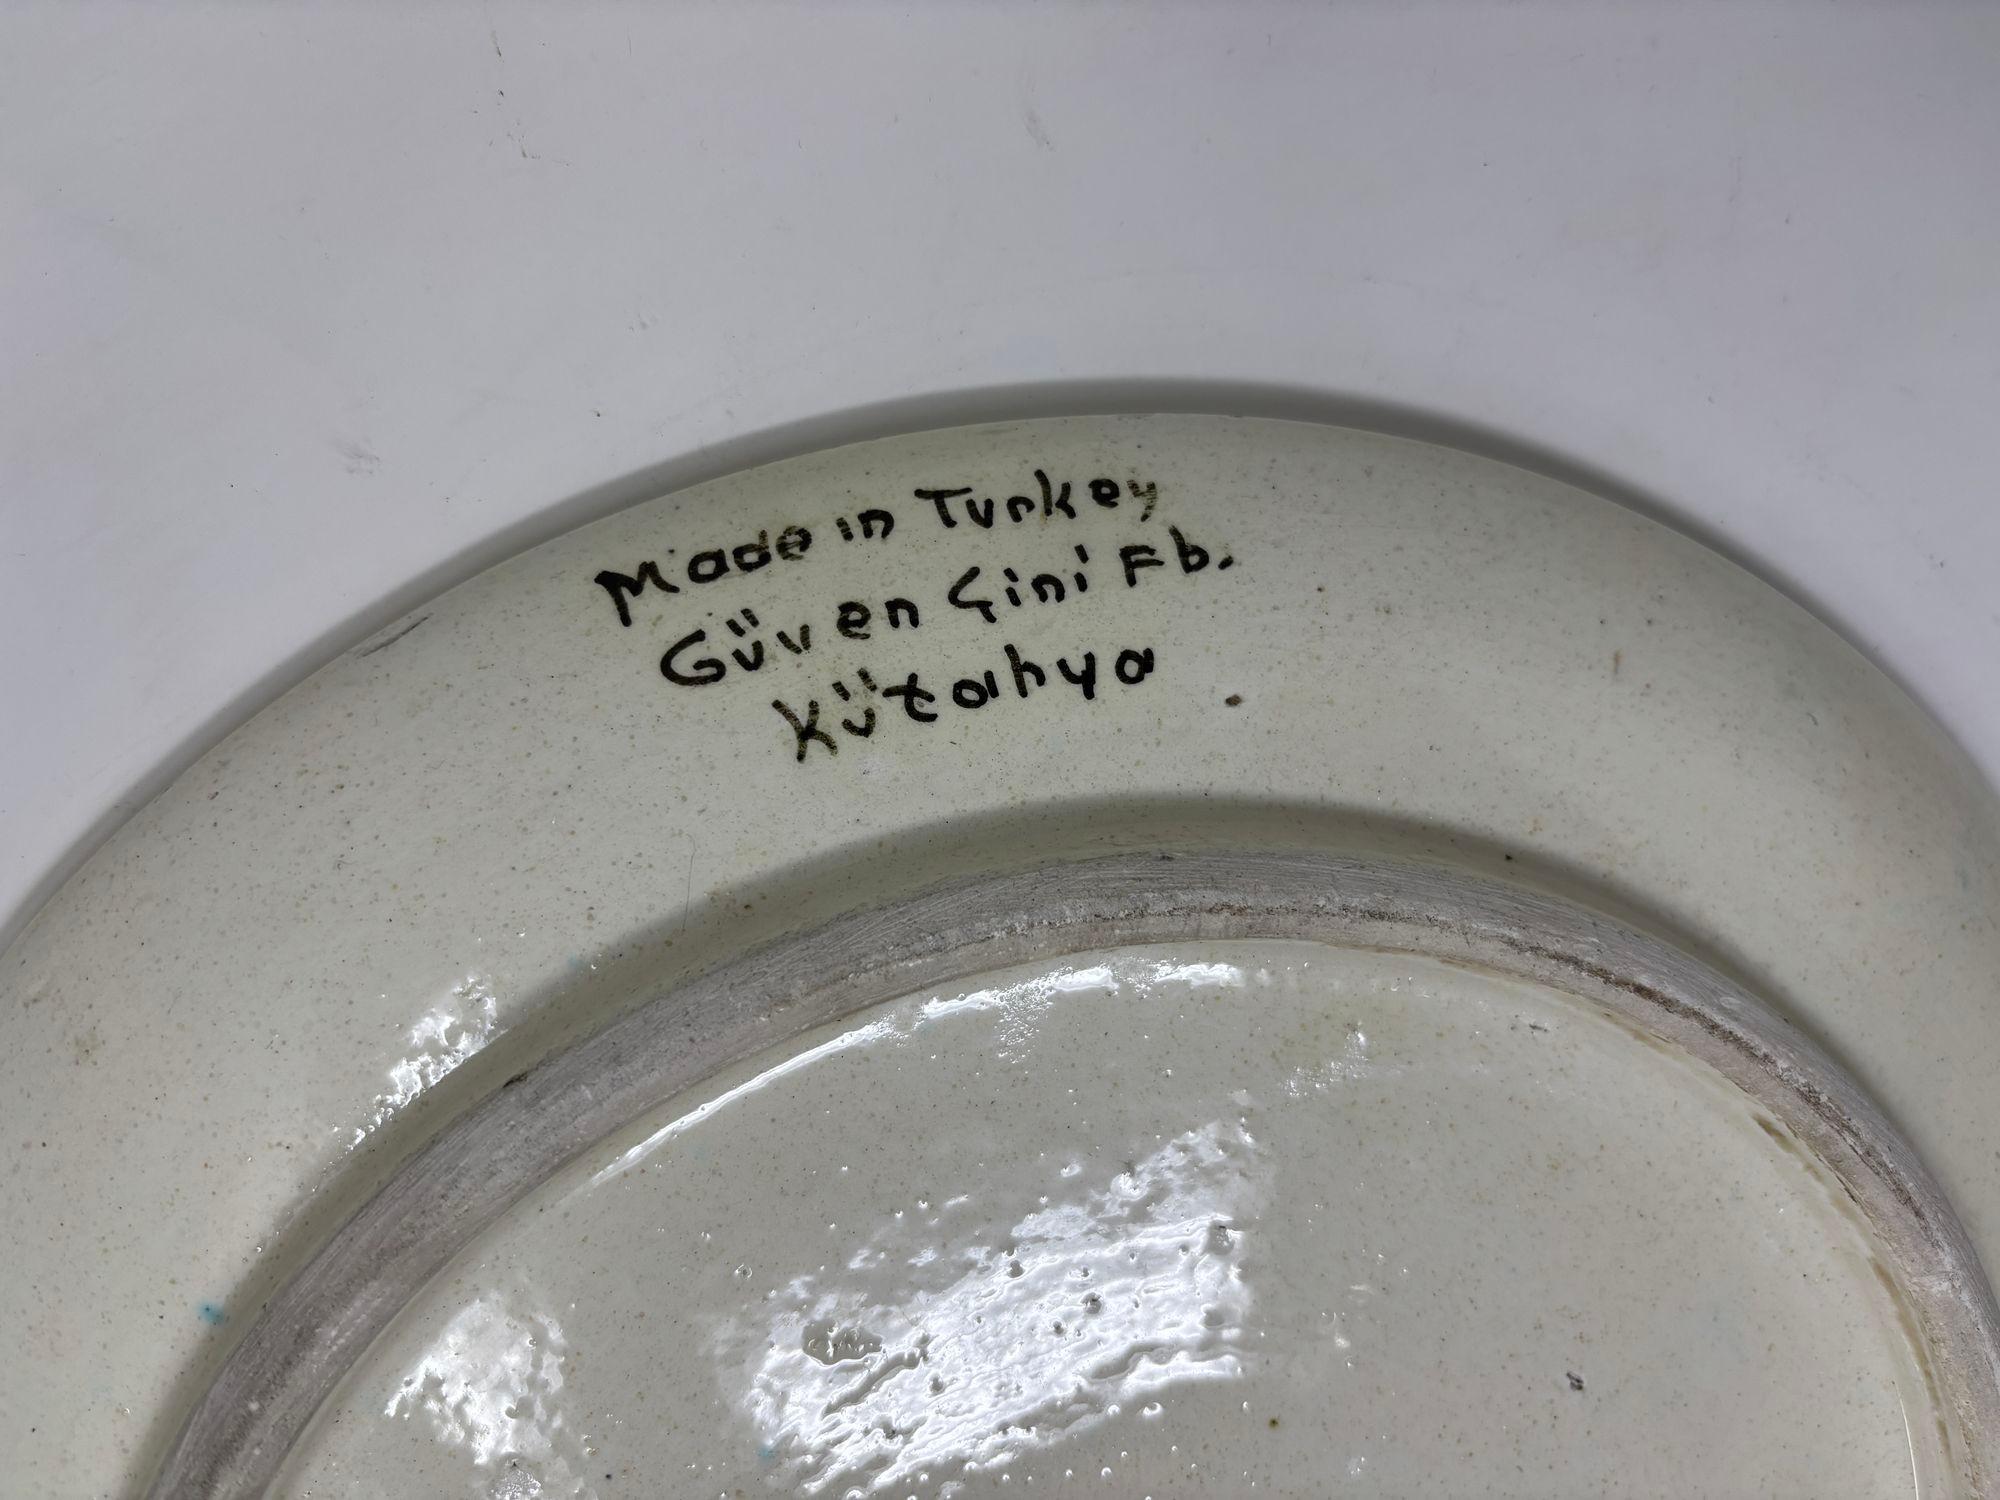 Made in Turkey
Güven Çini Fb.
Kütahya